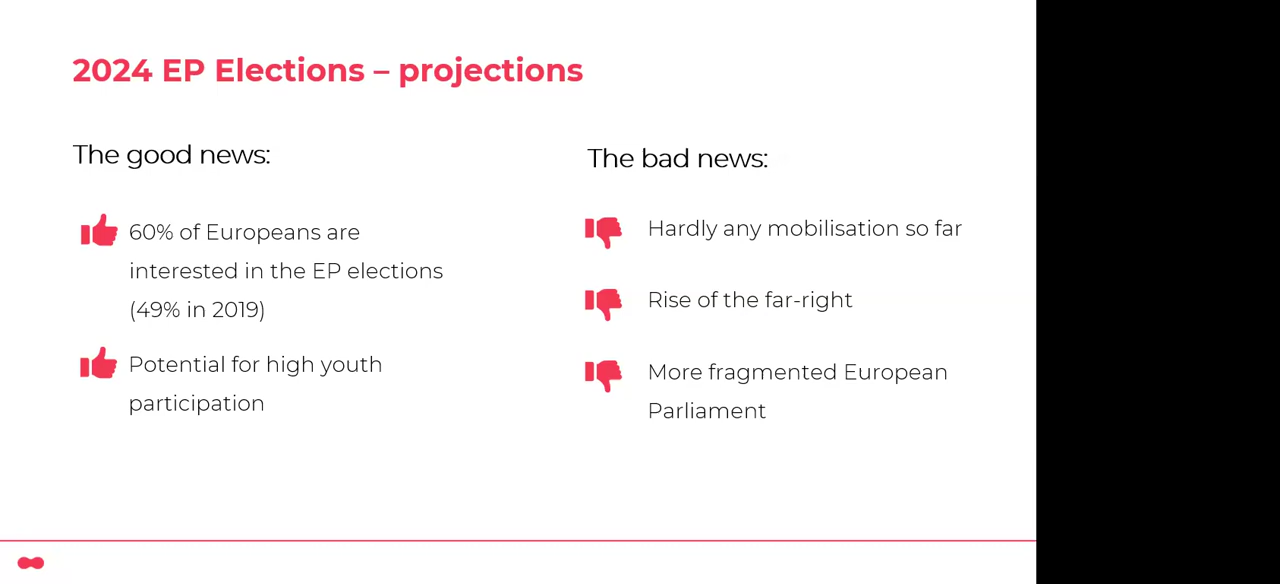 2024 EP Elections – projections
The good news:
60% of Europeans are
interested in the EP elections
(49% in 2019)
Potential for high youth
participation
The bad news:
Hardly any mobilisation so far
Rise of the far-right
More fragmented European
Parliament